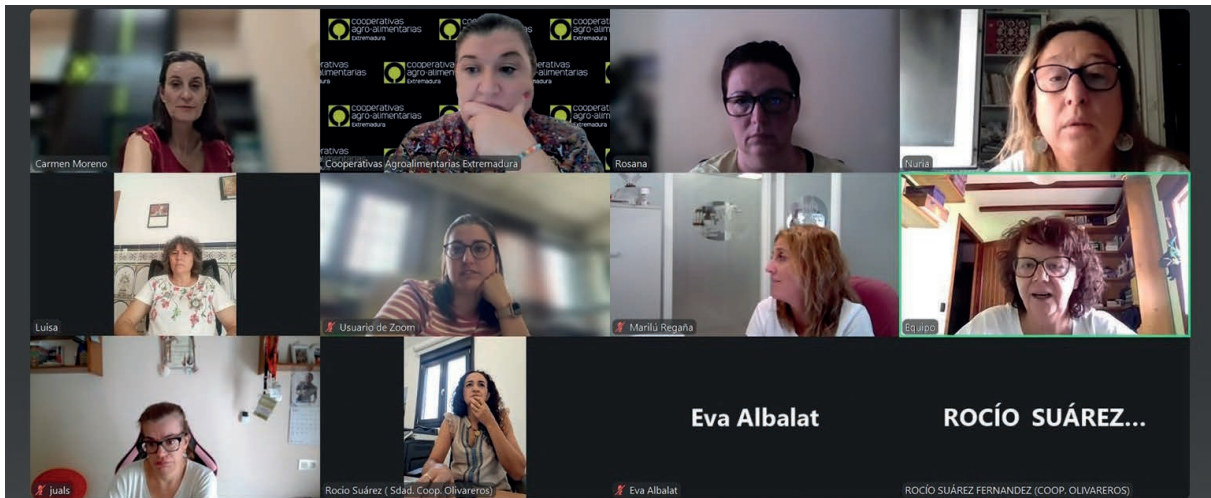 cooperativas
agro-alimentarias
Extremadura
Carmen Moreno
Cooperativas Agroalimentarias Extremadura
Rosana
Nuria
Luisa
Usuario de Zoom
Marilú Regaña
Equipo
juals
Rocio Suárez ( Sdad. Coop. Olivareros)
Eva Albalat
Eva Albalat
ROCÍO SUÁREZ...
ROCÍO SUÁREZ FERNANDEZ (COOP. OLIVAREROS)